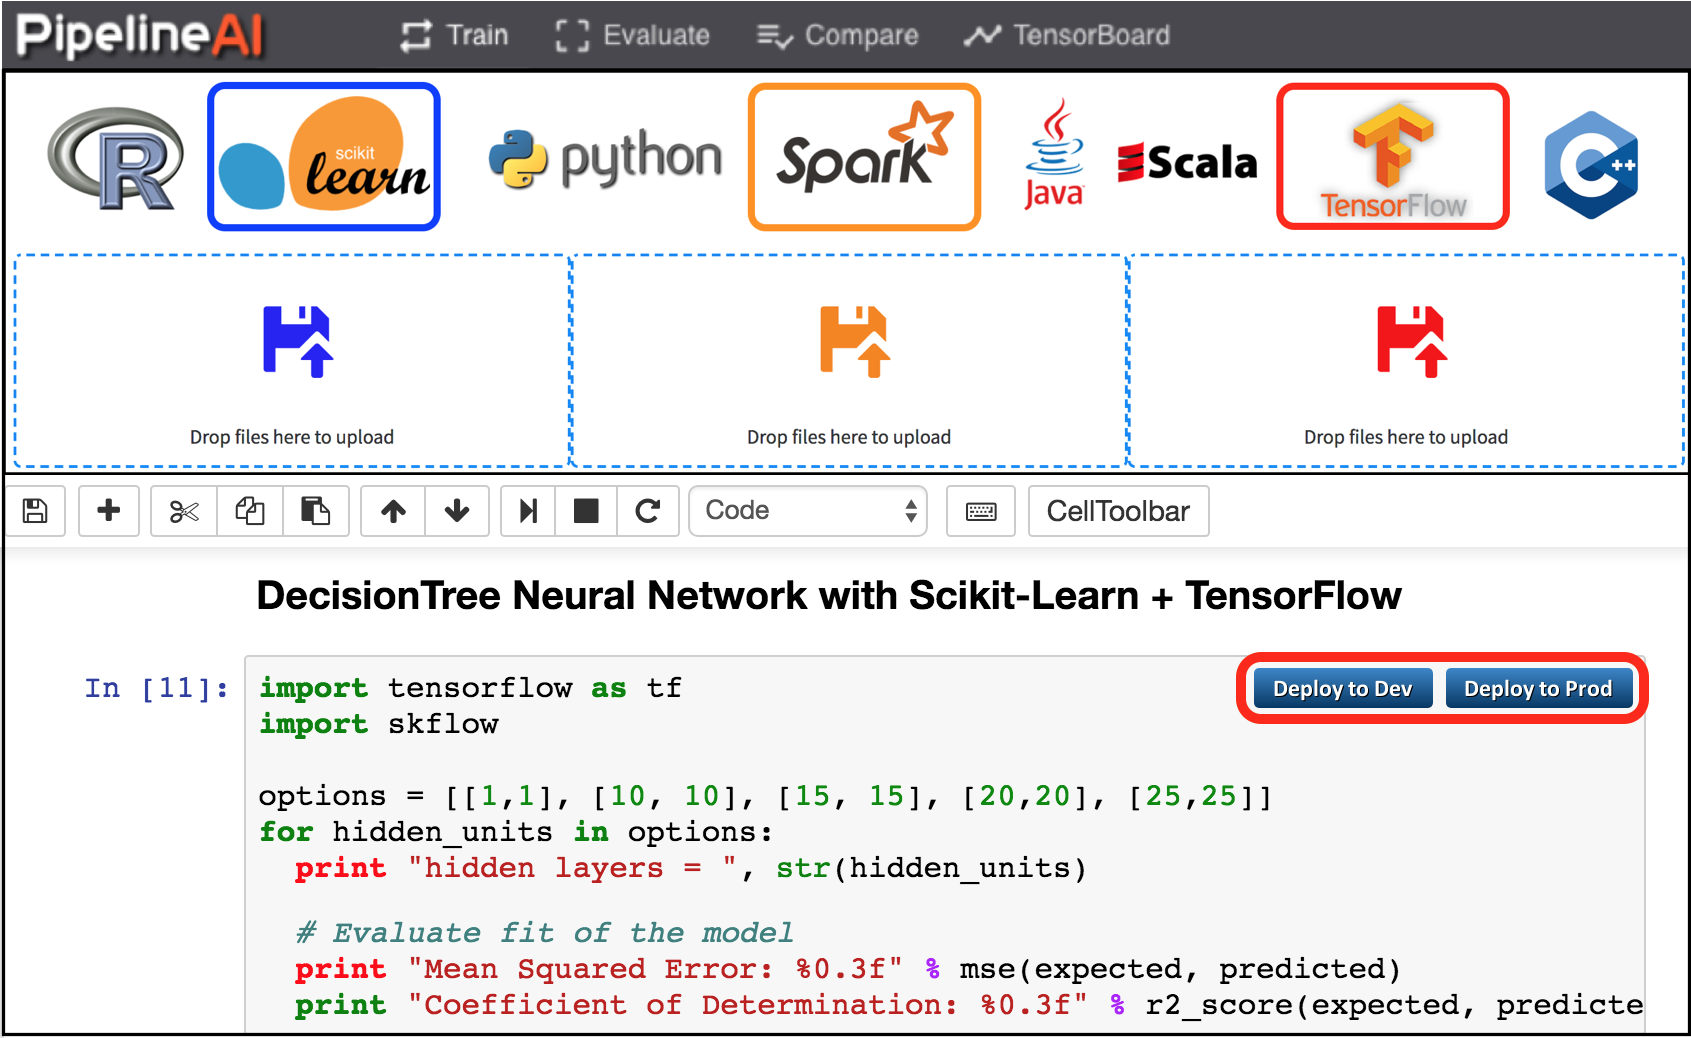 PipelineAI Train Evaluate Compare TensorBoard
R scikit learn python Spark Java Scala TensorFlow C++
Drop files here to upload Drop files here to upload Drop files here to upload
Code CellToolbar
DecisionTree Neural Network with Scikit-Learn + TensorFlow
In [11]: import tensorflow as tf Deploy to Dev Deploy to Prod
import skflow
options = [[1,1], [10, 10], [15, 15], [20,20], [25,25]]
for hidden_units in options:
print "hidden layers = ", str(hidden_units)
# Evaluate fit of the model
print "Mean Squared Error: %0.3f" % mse(expected, predicted)
print "Coefficient of Determination: %0.3f" % r2_score(expected, predicte